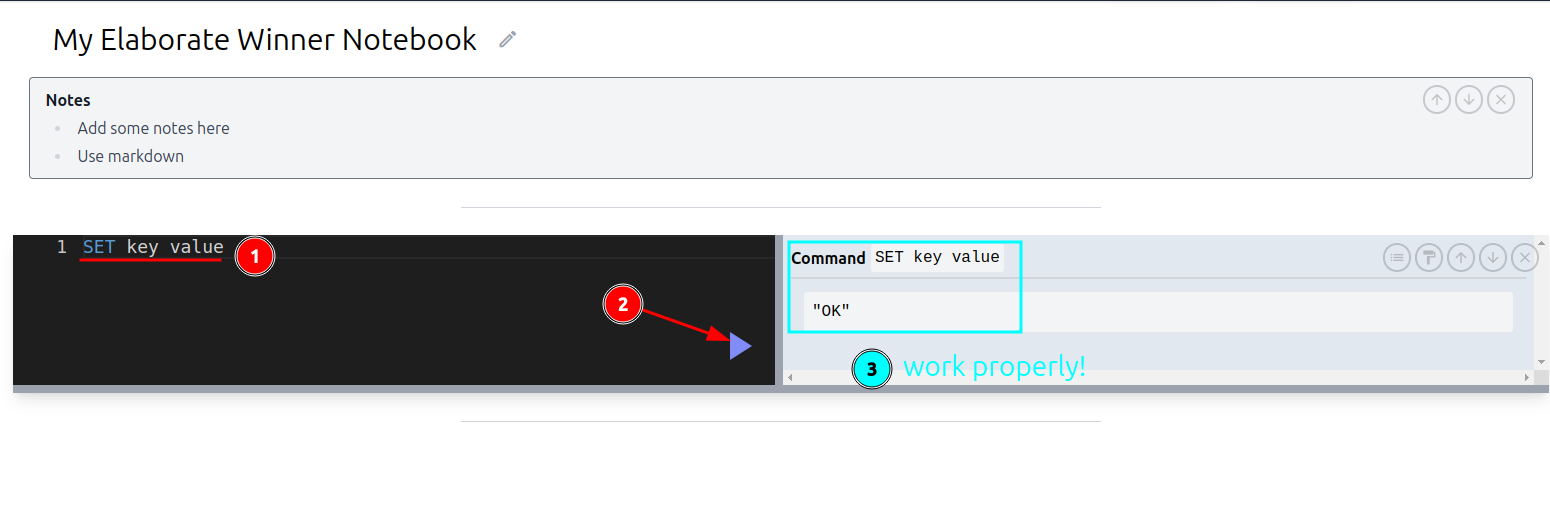 My Elaborate Winner Notebook
Notes
Add some notes here
Use markdown
1 SET key value
1
Command SET key value
"OK"
2
3 work properly!